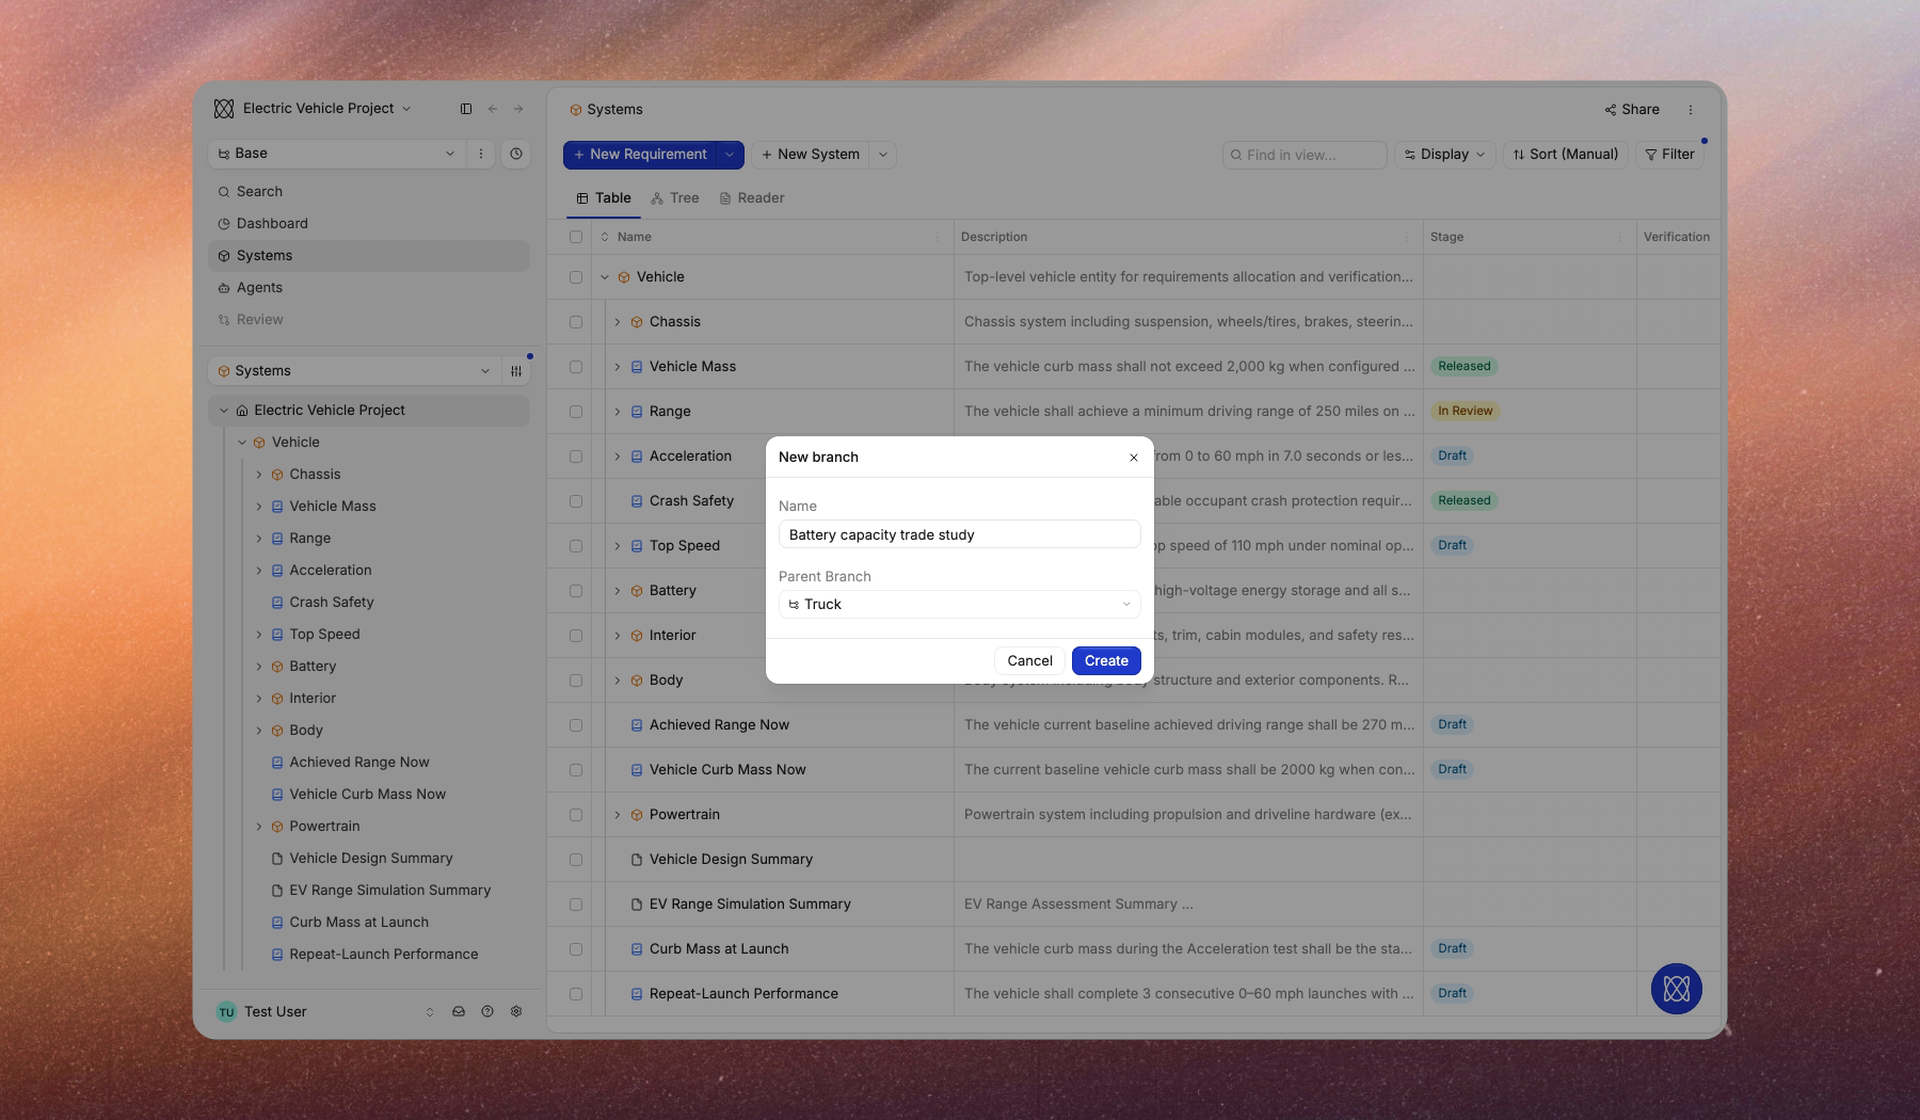 Electric Vehicle Project
Base
Search
Dashboard
Systems
Agents
Review
Systems
Electric Vehicle Project
Vehicle
Chassis
Vehicle Mass
Range
Acceleration
Crash Safety
Top Speed
Battery
Interior
Body
Achieved Range Now
Vehicle Curb Mass Now
Powertrain
Vehicle Design Summary
EV Range Simulation Summary
Curb Mass at Launch
Repeat-Launch Performance
TU Test User
Systems
Share
+ New Requirement + New System Find in view... Display Sort (Manual) Filter
Table Tree Reader
Name Description Stage Verification
Vehicle Top-level vehicle entity for requirements allocation and verification...
Chassis Chassis system including suspension, wheels/tires, brakes, steerin...
Vehicle Mass The vehicle curb mass shall not exceed 2,000 kg when configured ... Released
Range The vehicle shall achieve a minimum driving range of 250 miles on ... In Review
Acceleration from 0 to 60 mph in 7.0 seconds or les... Draft
Crash Safety able occupant crash protection requir... Released
Top Speed op speed of 110 mph under nominal op... Draft
Battery high-voltage energy storage and all s...
Interior ts, trim, cabin modules, and safety res...
Body Body system including body structure and exterior components. R...
Achieved Range Now The vehicle current baseline achieved driving range shall be 270 m... Draft
Vehicle Curb Mass Now The current baseline vehicle curb mass shall be 2000 kg when con... Draft
Powertrain Powertrain system including propulsion and driveline hardware (ex...
Vehicle Design Summary
EV Range Simulation Summary EV Range Assessment Summary ...
Curb Mass at Launch The vehicle curb mass during the Acceleration test shall be the sta... Draft
Repeat-Launch Performance The vehicle shall complete 3 consecutive 0–60 mph launches with ... Draft
New branch
Name
Battery capacity trade study
Parent Branch
Truck
Cancel Create